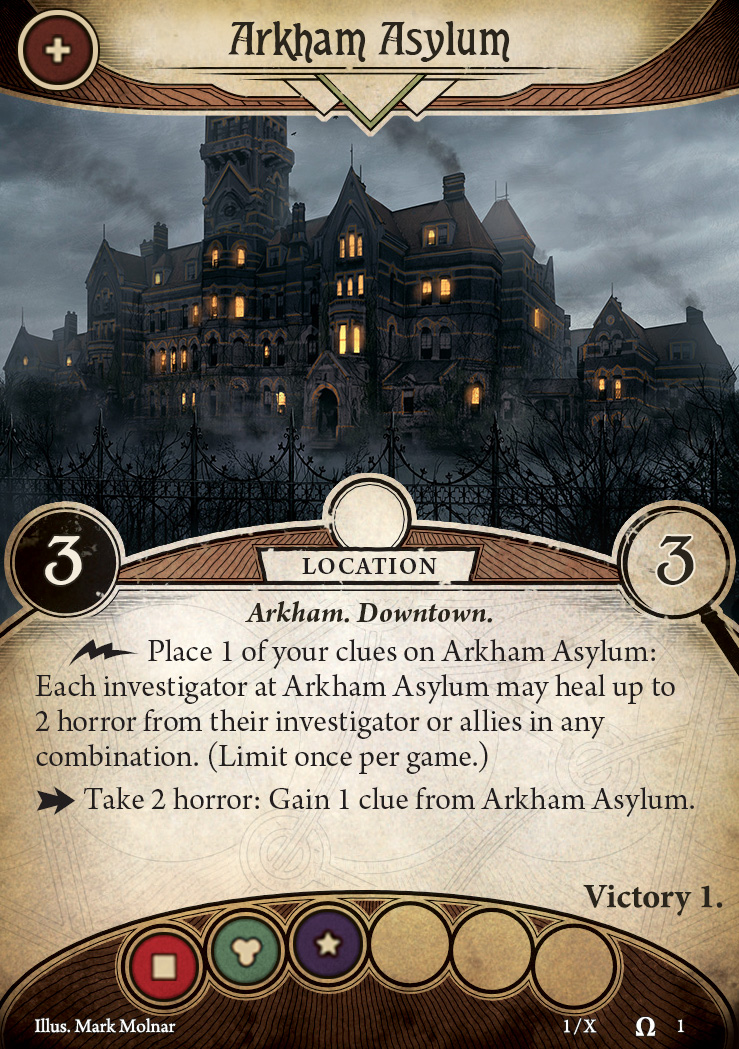 Arkham Asylum
3
3
LOCATION
Arkham. Downtown.
Place 1 of your clues on Arkham Asylum:
Each investigator at Arkham Asylum may heal up to
2 horror from their investigator or allies in any
combination. (Limit once per game.)
Take 2 horror: Gain 1 clue from Arkham Asylum.
Victory 1.
Illus. Mark Molnar
1/X Ω 1